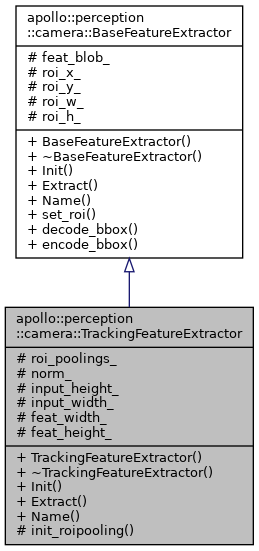 apollo::perception
::camera::BaseFeatureExtractor
# feat_blob_
# roi_x_
# roi_y_
# roi_w_
# roi_h_
+ BaseFeatureExtractor()
+ ~BaseFeatureExtractor()
+ Init()
+ Extract()
+ Name()
+ set_roi()
+ decode_bbox()
+ encode_bbox()
apollo::perception
::camera::TrackingFeatureExtractor
# roi_poolings_
# norm_
# input_height_
# input_width_
# feat_width_
# feat_height_
+ TrackingFeatureExtractor()
+ ~TrackingFeatureExtractor()
+ Init()
+ Extract()
+ Name()
# init_roipooling()